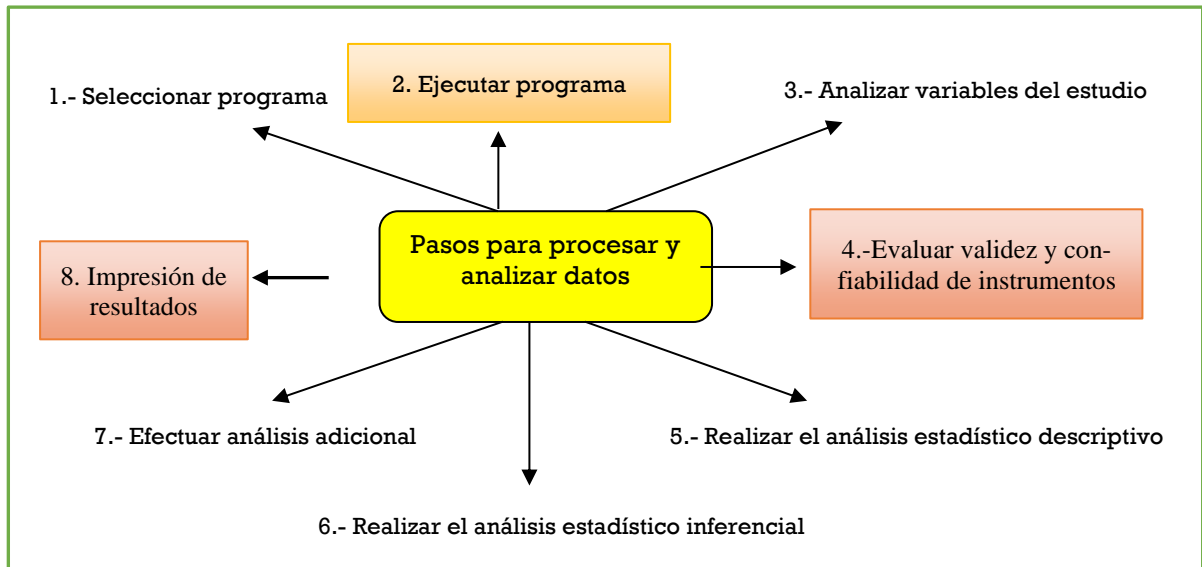 1.- Seleccionar programa
2. Ejecutar programa
3.- Analizar variables del estudio
Pasos para procesar y
analizar datos
4.-Evaluar validez y con-
fiabilidad de instrumentos
8. Impresión de
resultados
7.- Efectuar análisis adicional
5.- Realizar el análisis estadístico descriptivo
6.- Realizar el análisis estadístico inferencial